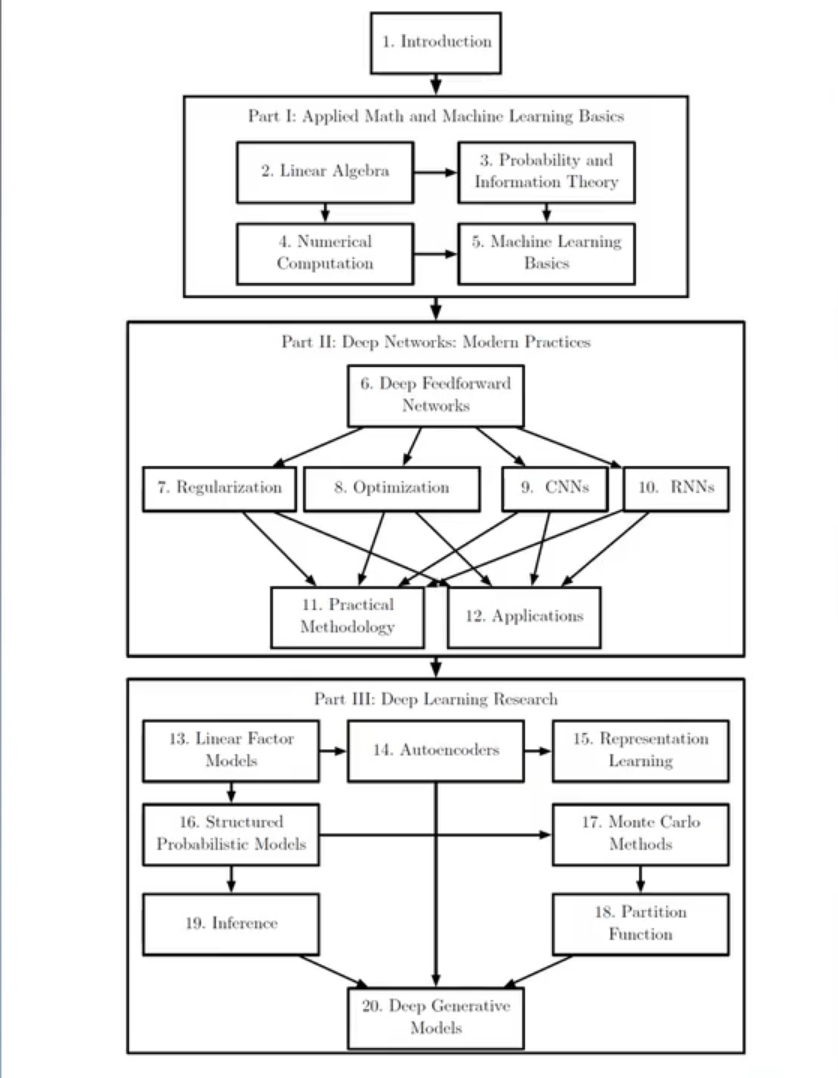 1. Introduction
Part I: Applied Math and Machine Learning Basics
2. Linear Algebra
3. Probability and
Information Theory
4. Numerical
Computation
5. Machine Learning
Basics
Part II: Deep Networks: Modern Practices
6. Deep Feedforward
Networks
7. Regularization
8. Optimization
9. CNNs
10. RNNs
11. Practical
Methodology
12. Applications
Part III: Deep Learning Research
13. Linear Factor
Models
14. Autoencoders
15. Representation
Learning
16. Structured
Probabilistic Models
17. Monte Carlo
Methods
19. Inference
18. Partition
Function
20. Deep Generative
Models